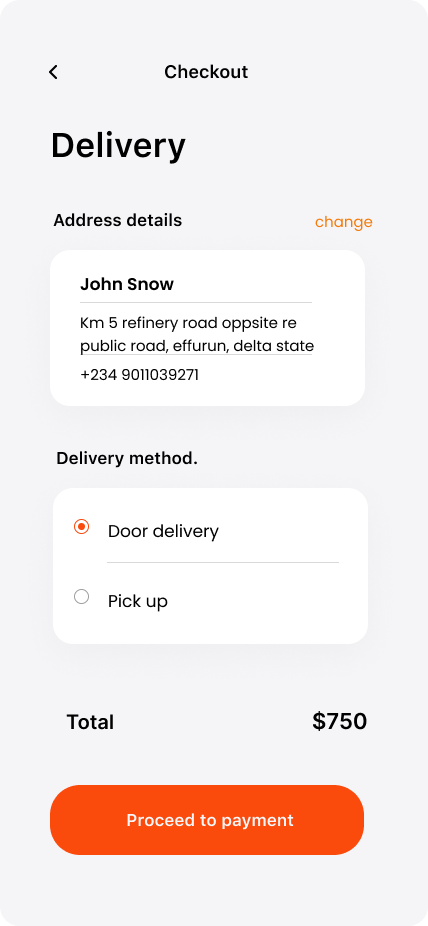 Checkout
Delivery
Address details
change
John Snow
Km 5 refinery road oppsite re
public road, effurun, delta state
+234 9011039271
Delivery method.
Door delivery
Pick up
Total
$750
Proceed to payment